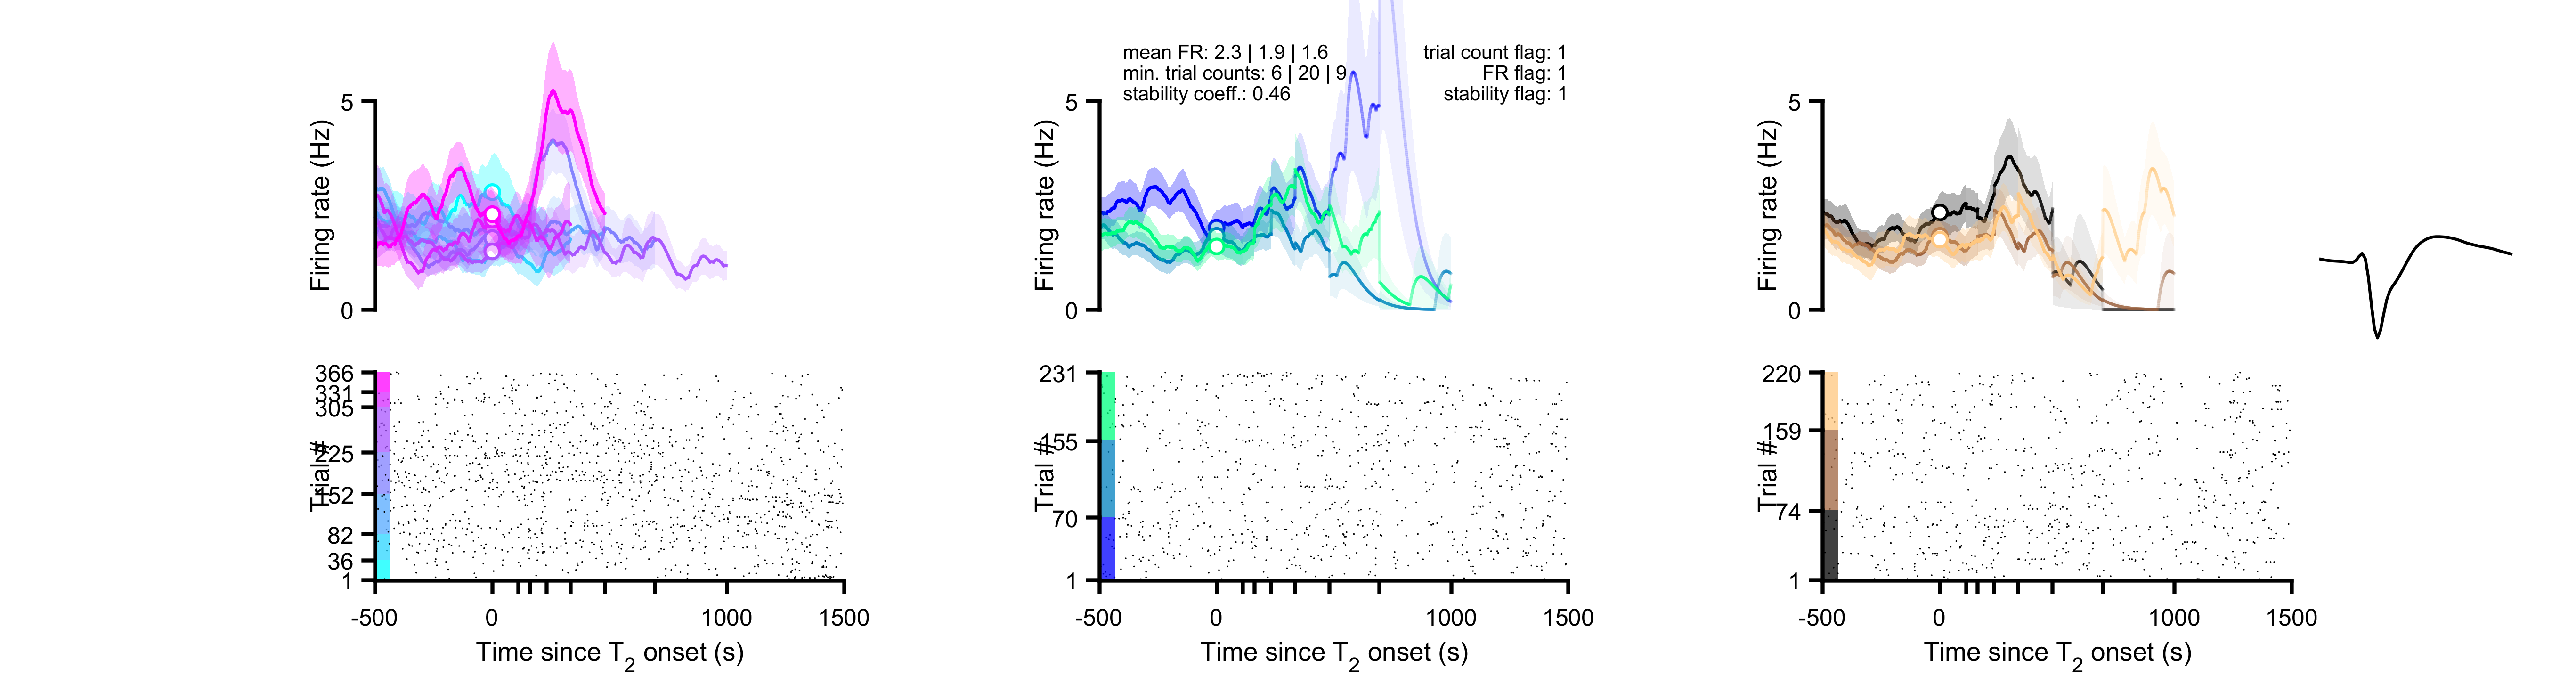 mean FR: 2.3 | 1.9 | 1.6
min. trial counts: 6 | 20 | 9
stability coeff.: 0.46
trial count flag: 1
FR flag: 1
stability flag: 1
5
0
Firing rate (Hz)
5
0
Firing rate (Hz)
5
0
Firing rate (Hz)
366
331
305
225
152
82
36
1
Trial #
-500
0
1000
1500
Time since T2 onset (s)
231
155
70
1
Trial #
-500
0
1000
1500
Time since T2 onset (s)
220
159
74
1
Trial #
-500
0
1000
1500
Time since T2 onset (s)